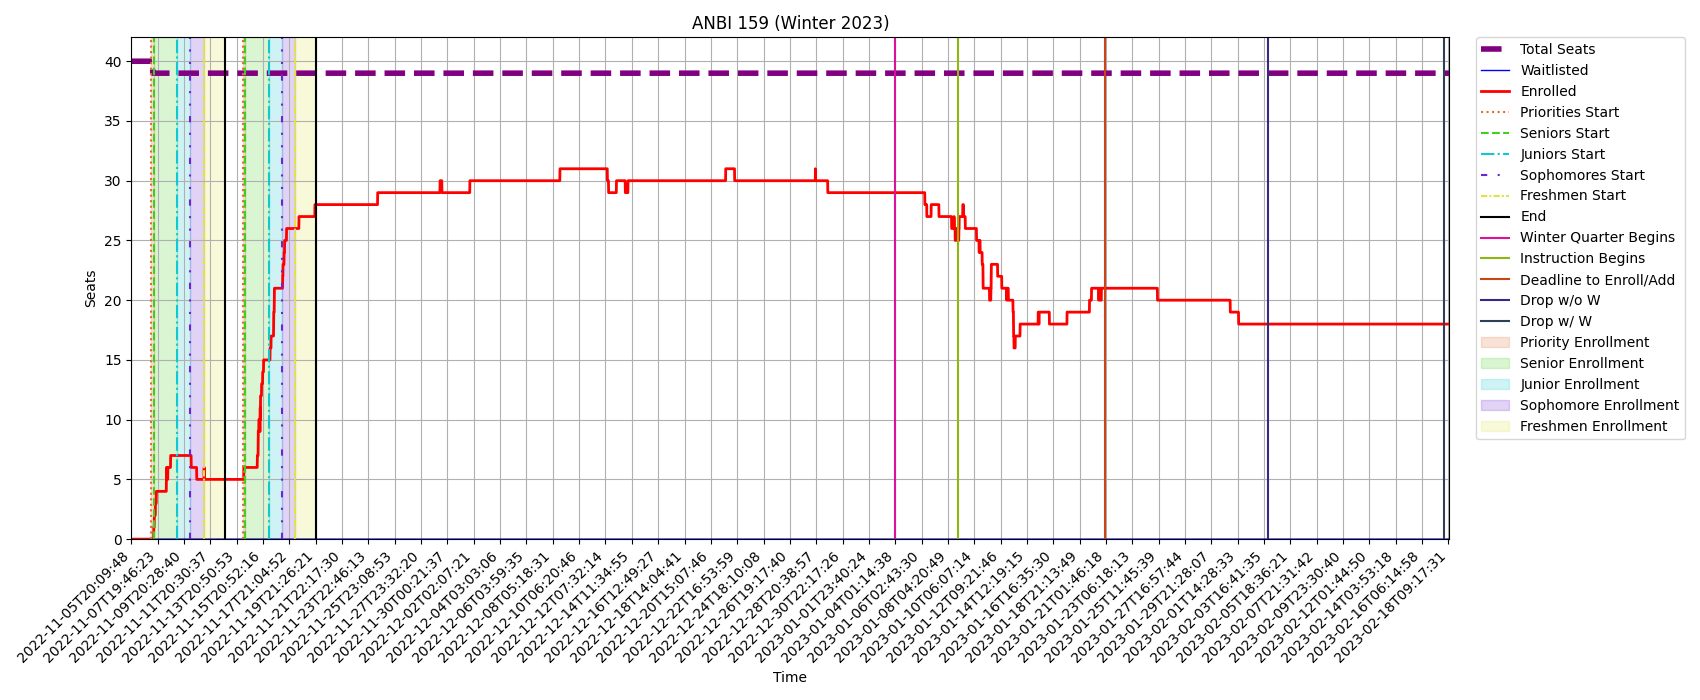 ANBI 159 (Winter 2023)
40
35
30
25
20
15
10
5
0
Seats
2022-11-05T20:09:48
2022-11-07T19:46:23
2022-11-09T20:28:40
2022-11-11T20:30:37
2022-11-13T20:50:53
2022-11-15T20:52:16
2022-11-17T21:04:52
2022-11-19T21:26:21
2022-11-21T22:17:30
2022-11-23T22:46:13
2022-11-25T23:08:53
2022-11-27T23:32:20
2022-11-30T00:21:37
2022-12-02T02:07:21
2022-12-04T03:03:06
2022-12-06T03:59:35
2022-12-08T05:18:31
2022-12-10T06:20:46
2022-12-12T07:32:14
2022-12-14T11:34:55
2022-12-16T12:49:27
2022-12-18T14:04:41
2022-12-20T15:07:46
2022-12-22T16:53:59
2022-12-24T18:10:08
2022-12-26T19:17:40
2022-12-28T20:38:57
2022-12-30T22:17:26
2023-01-01T23:40:24
2023-01-04T01:14:38
2023-01-06T02:43:30
2023-01-08T04:20:49
2023-01-10T06:07:14
2023-01-12T09:21:46
2023-01-14T12:19:15
2023-01-16T16:35:30
2023-01-18T21:13:49
2023-01-21T01:46:18
2023-01-23T06:18:13
2023-01-25T11:45:39
2023-01-27T16:57:44
2023-01-29T21:28:07
2023-02-01T14:28:33
2023-02-03T16:41:35
2023-02-05T18:36:21
2023-02-07T21:31:42
2023-02-09T23:30:40
2023-02-12T01:44:50
2023-02-14T03:53:18
2023-02-16T06:14:58
2023-02-18T09:17:31
Time
Total Seats
Waitlisted
Enrolled
Priorities Start
Seniors Start
Juniors Start
Sophomores Start
Freshmen Start
End
Winter Quarter Begins
Instruction Begins
Deadline to Enroll/Add
Drop w/o W
Drop w/ W
Priority Enrollment
Senior Enrollment
Junior Enrollment
Sophomore Enrollment
Freshmen Enrollment